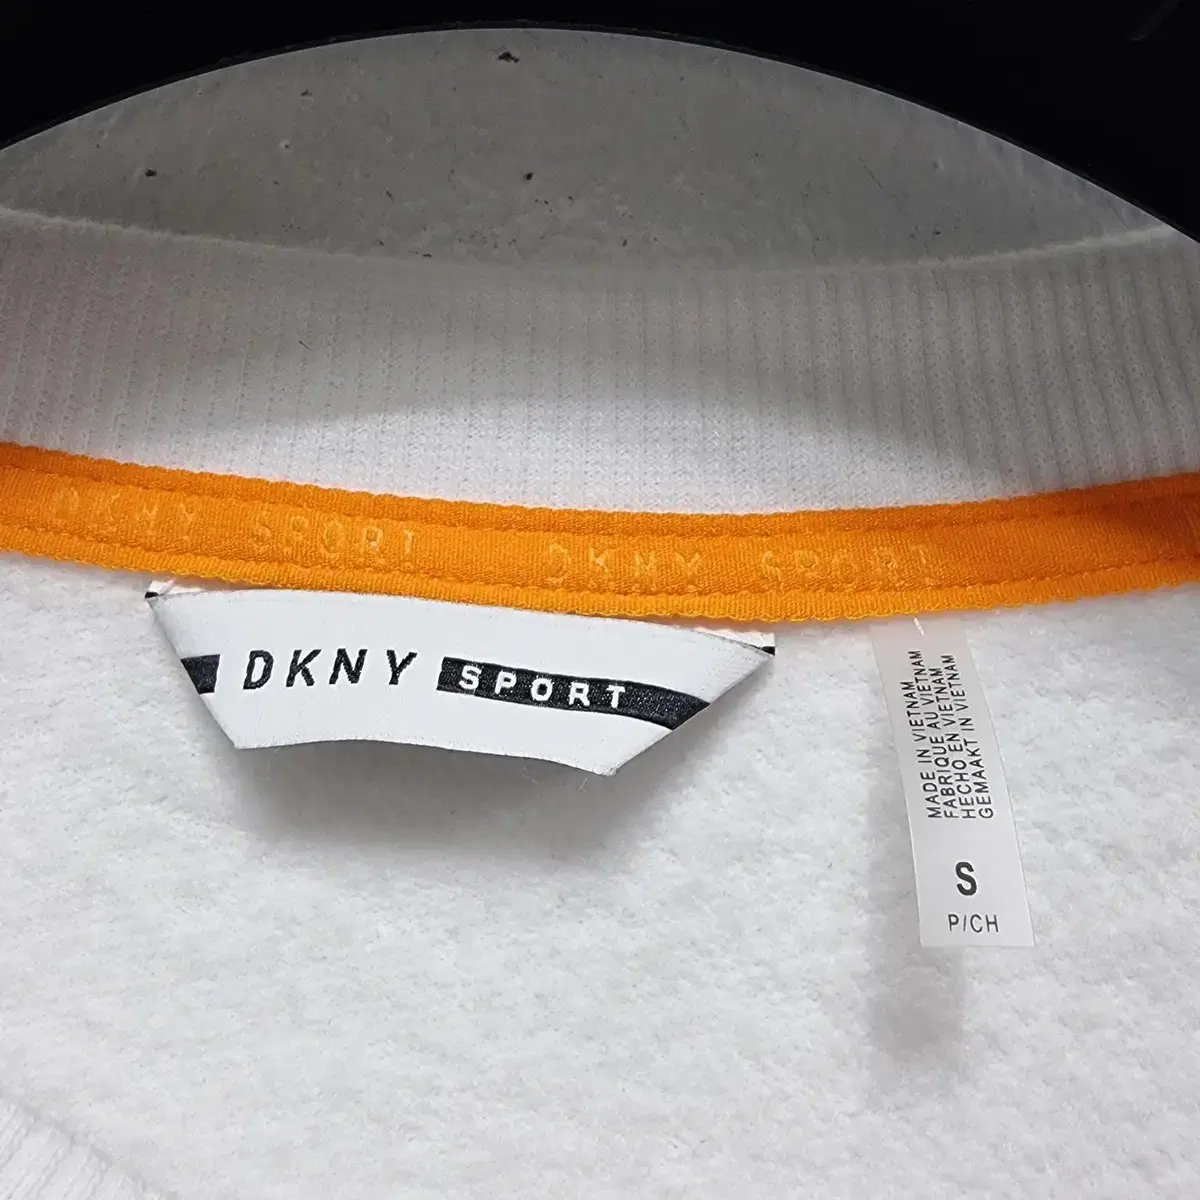 DKNY SPORT DKNY SPORT
DKNY SPORT
MADE IN VIETNAM
FABRIQUE AU VIETNAM
HECHO EN VIETNAM
GEMAAKT IN VIETNAM
S
P/CH